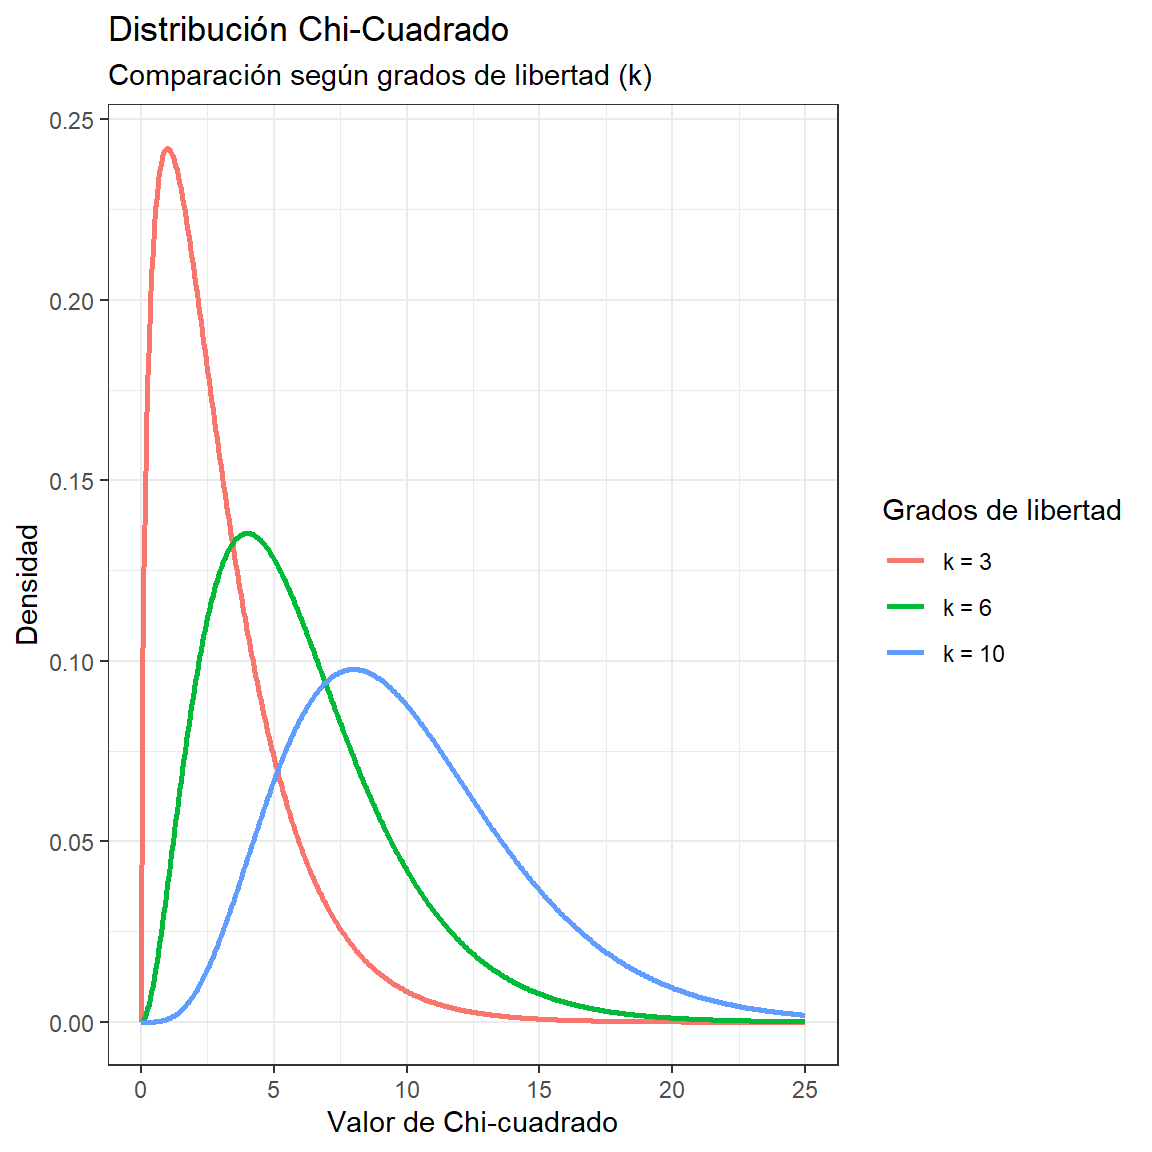 Distribución Chi-Cuadrado
Comparación según grados de libertad (k)
0.25
0.20
0.15
0.10
0.05
0.00
Densidad
0 5 10 15 20 25
Valor de Chi-cuadrado
Grados de libertad
k = 3
k = 6
k = 10